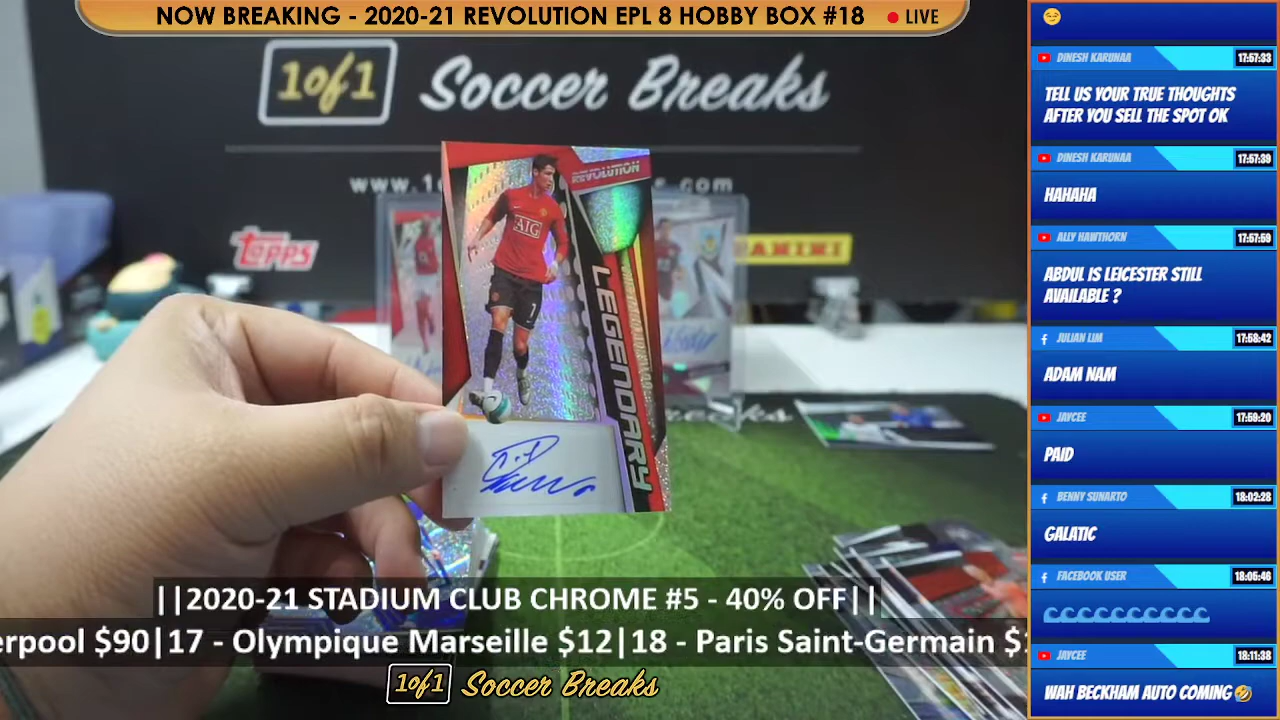 NOW BREAKING - 2020-21 REVOLUTION EPL 8 HOBBY BOX #18 ● LIVE
1of1 Soccer Breaks
TOPPS
PANINI
REVOLUTION
AIG
7
LEGENDARY
||2020-21 STADIUM CLUB CHROME #5 - 40% OFF||
erpool $90|17 - Olympique Marseille $12|18 - Paris Saint-Germain $
1of1 Soccer Breaks
DINESH KARUNAA 17:57:33
TELL US YOUR TRUE THOUGHTS
AFTER YOU SELL THE SPOT OK
DINESH KARUNAA 17:57:39
HAHAHA
ALLY HAWTHORN 17:57:59
ABDUL IS LEICESTER STILL
AVAILABLE ?
JULIAN LIM 17:58:42
ADAM NAM
JAYCEE 17:59:20
PAID
BENNY SUNARTO 18:02:28
GALATIC
FACEBOOK USER 18:05:46
JAYCEE 18:11:38
WAH BECKHAM AUTO COMING🤣